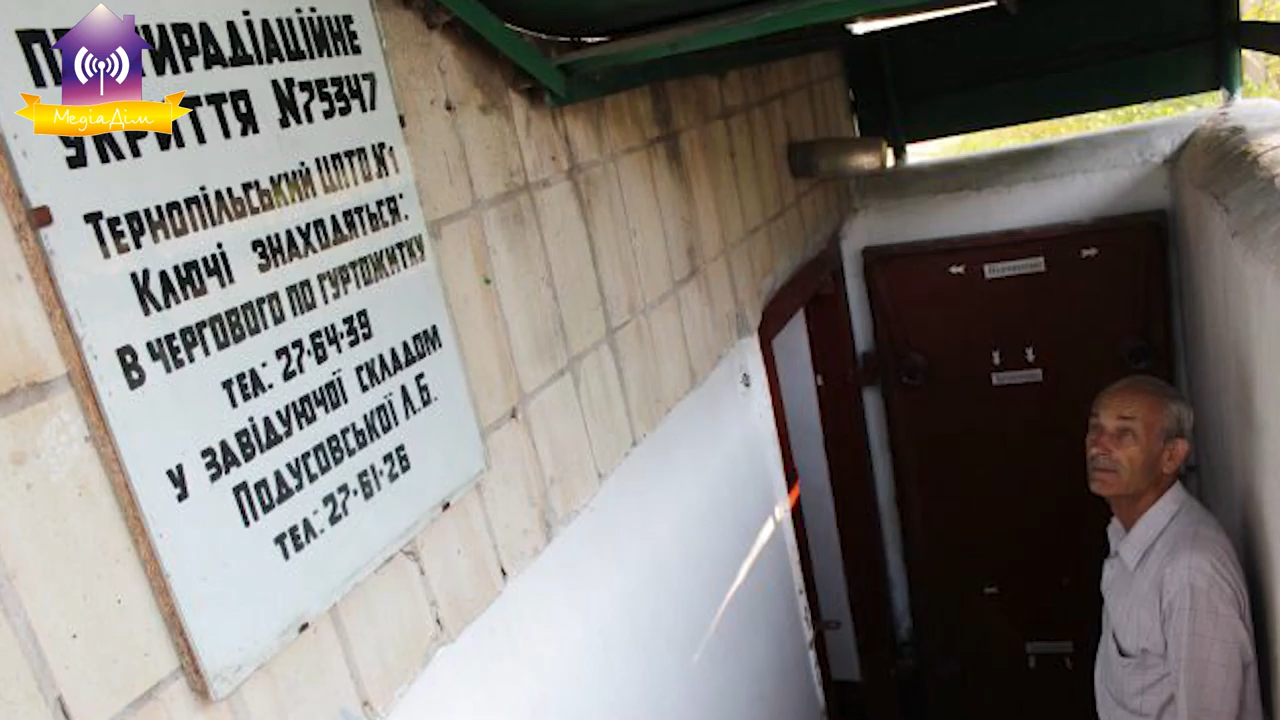 МедіаДім
ПРОТИРАДІАЦІЙНЕ
УКРИТТЯ №75347
ТЕРНОПІЛЬСЬКИЙ ЦПТО №1
КЛЮЧІ ЗНАХОДЯТЬСЯ:
В ЧЕРГОВОГО ПО ГУРТОЖИТКУ
ТЕЛ: 27-64-39
У ЗАВІДУЮЧОЇ СКЛАДОМ
ПОДУСОВСЬКОЇ Л.Б.
ТЕЛ: 27-61-26